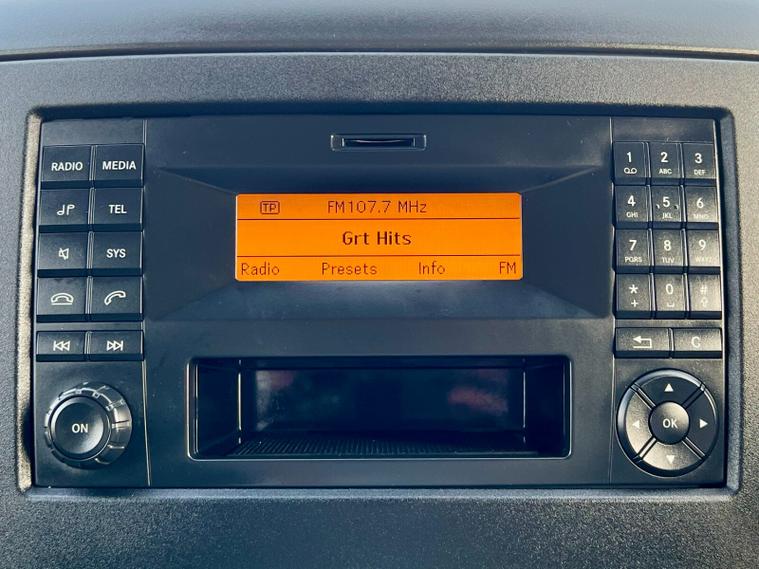 RADIO MEDIA
TEL
SYS
ON
TP FM107.7 MHz
Grt Hits
Radio Presets Info FM
1 2 ABC 3 DEF
4 GHI 5 JKL 6 MNO
7 PQRS 8 TUV 9 WXYZ
* + 0 #
C
OK